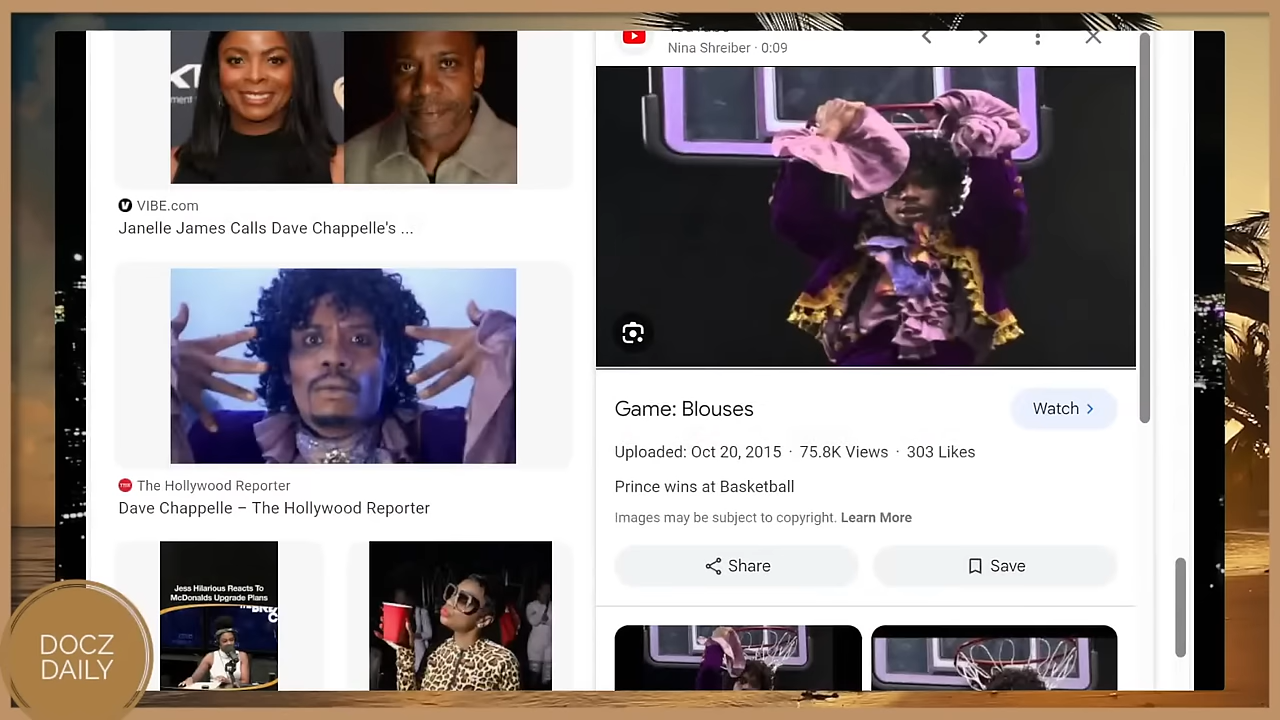 Nina Shreiber · 0:09
VIBE.com
Janelle James Calls Dave Chappelle's ...
The Hollywood Reporter
Dave Chappelle – The Hollywood Reporter
Jess Hilarious Reacts To
McDonalds Upgrade Plans
Game: Blouses
Watch
Uploaded: Oct 20, 2015 · 75.8K Views · 303 Likes
Prince wins at Basketball
Images may be subject to copyright. Learn More
Share
Save
DOCZ
DAILY